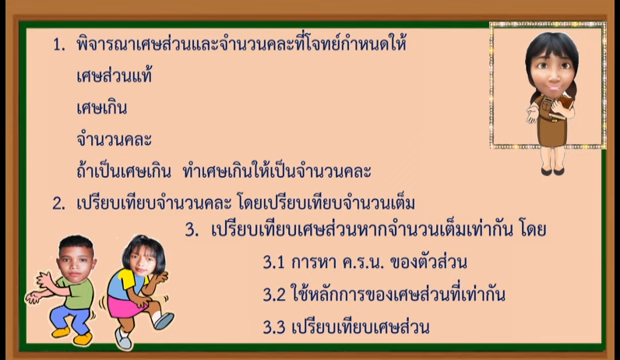 1. พิจารณาเศษส่วนและจำนวนคละที่โจทย์กำหนดให้
เศษส่วนแท้
เศษเกิน
จำนวนคละ
ถ้าเป็นเศษเกิน ทำเศษเกินให้เป็นจำนวนคละ
2. เปรียบเทียบจำนวนคละ โดยเปรียบเทียบจำนวนเต็ม
3. เปรียบเทียบเศษส่วนหากจำนวนเต็มเท่ากัน โดย
3.1 การหา ค.ร.น. ของตัวส่วน
3.2 ใช้หลักการของเศษส่วนที่เท่ากัน
3.3 เปรียบเทียบเศษส่วน